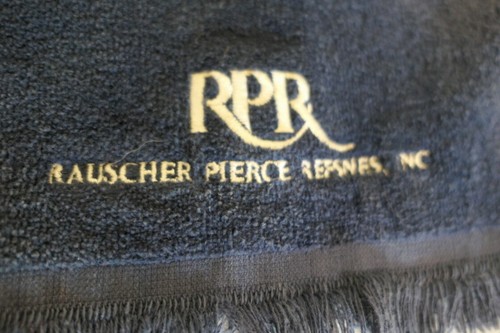 RPR
RAUSCHER PIERCE REFSNES, INC